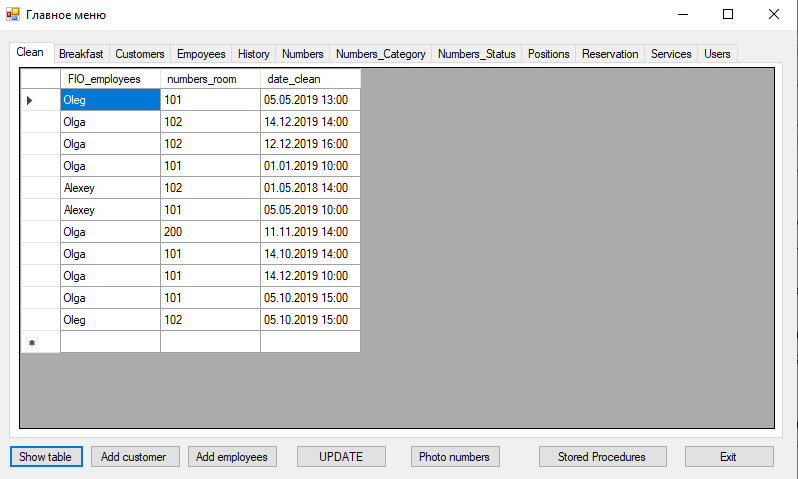 Главное меню
Clean Breakfast Customers Empoyees History Numbers Numbers_Category Numbers_Status Positions Reservation Services Users
FIO_employees numbers_room date_clean
Oleg 101 05.05.2019 13:00
Olga 102 14.12.2019 14:00
Olga 102 12.12.2019 16:00
Olga 101 01.01.2019 10:00
Alexey 102 01.05.2018 14:00
Alexey 101 05.05.2019 10:00
Olga 200 11.11.2019 14:00
Olga 101 14.10.2019 14:00
Olga 101 14.12.2019 10:00
Olga 101 05.10.2019 15:00
Oleg 102 05.10.2019 15:00
Show table Add customer Add employees UPDATE Photo numbers Stored Procedures Exit